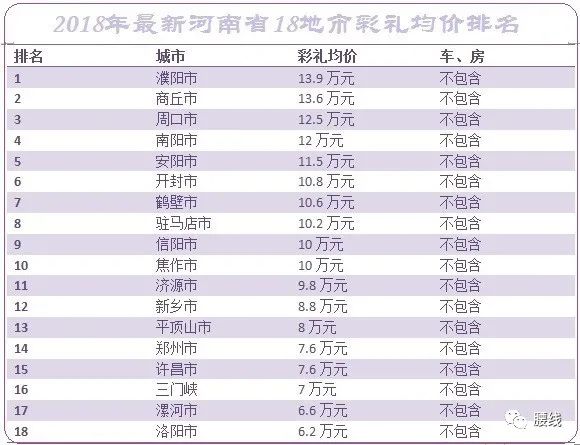 2018年最新河南省18地市彩礼均价排名
排名 城市 彩礼均价 车、房
1 濮阳市 13.9 万元 不包含
2 商丘市 13.6 万元 不包含
3 周口市 12.5 万元 不包含
4 南阳市 12 万元 不包含
5 安阳市 11.5 万元 不包含
6 开封市 10.8 万元 不包含
7 鹤壁市 10.6 万元 不包含
8 驻马店市 10.2 万元 不包含
9 信阳市 10 万元 不包含
10 焦作市 10 万元 不包含
11 济源市 9.8 万元 不包含
12 新乡市 8.8 万元 不包含
13 平顶山市 8 万元 不包含
14 郑州市 7.6 万元 不包含
15 许昌市 7.6 万元 不包含
16 三门峡 7 万元 不包含
17 漯河市 6.6 万元 不包含
18 洛阳市 6.2 万元 不包含
腰线